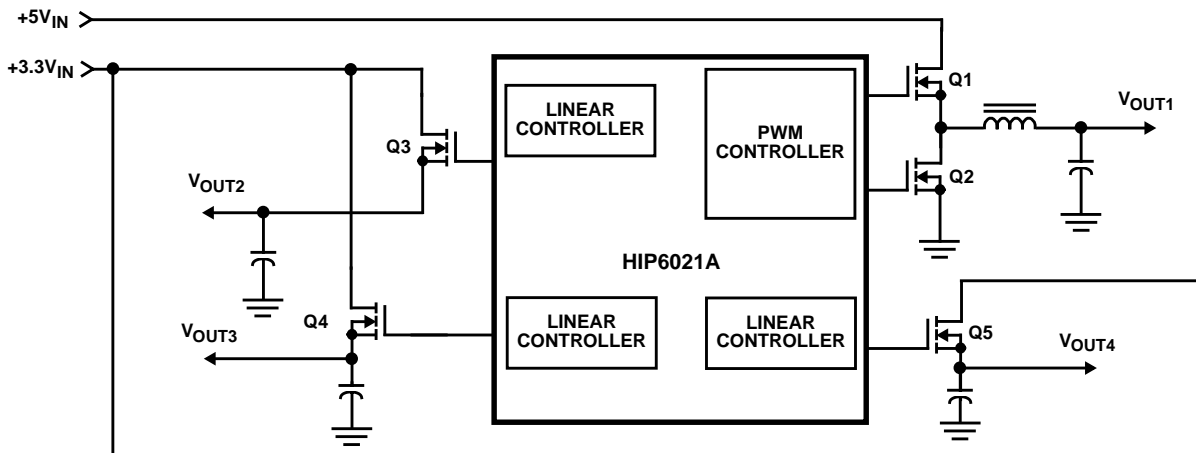 +5VIN
+3.3VIN
LINEAR
CONTROLLER
PWM
CONTROLLER
Q1
VOUT1
Q3
Q2
VOUT2
HIP6021A
Q4
VOUT3
LINEAR
CONTROLLER
LINEAR
CONTROLLER
Q5
VOUT4